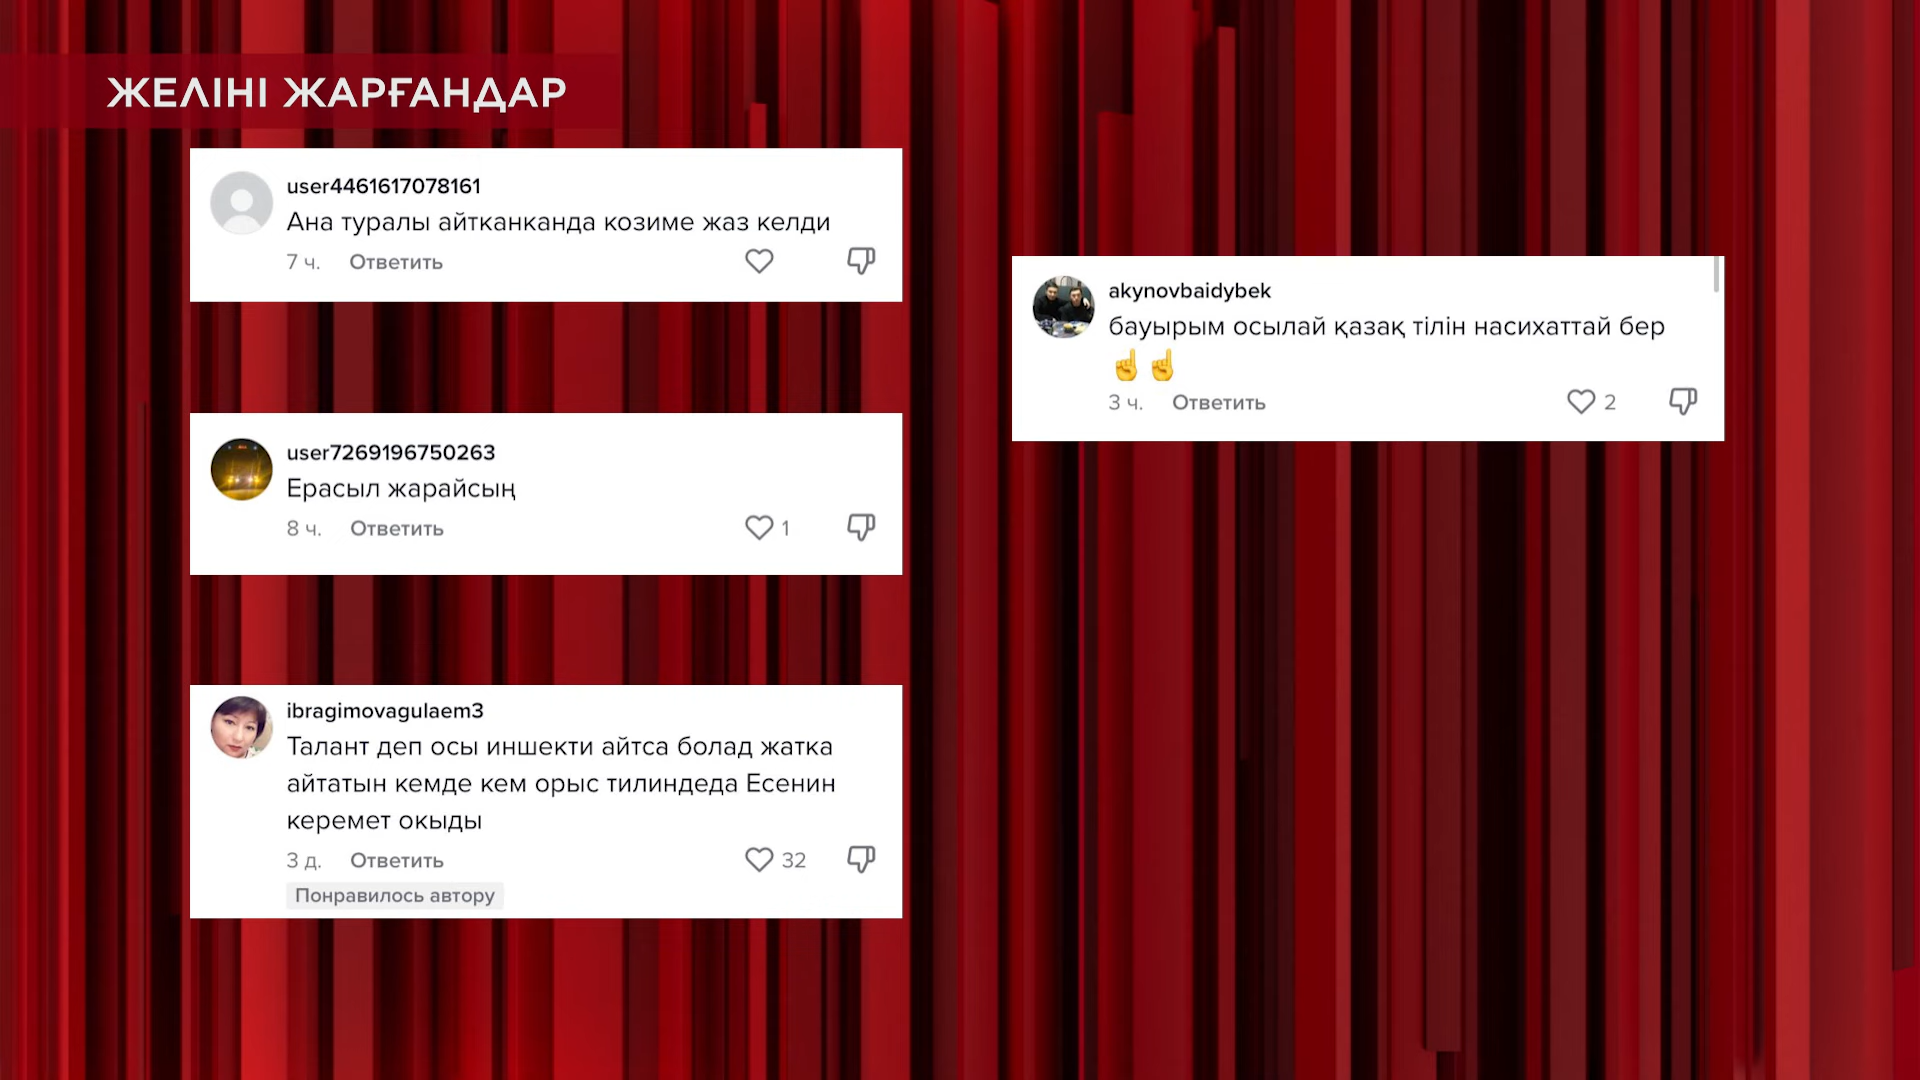 ЖЕЛІНІ ЖАРҒАНДАР
user4461617078161
Ана туралы айтканканда козиме жаз келди
7 ч. Ответить
user7269196750263
Ерасыл жарайсың
8 ч. Ответить 1
ibragimovagulaem3
Талант деп осы иншекти айтса болад жатка
айтатын кемде кем орыс тилиндеда Есенин
керемет окыды
3 д. Ответить 32
Понравилось автору
akynovbaidybek
бауырым осылай қазақ тілін насихаттай бер
☝️☝️
3 ч. Ответить 2